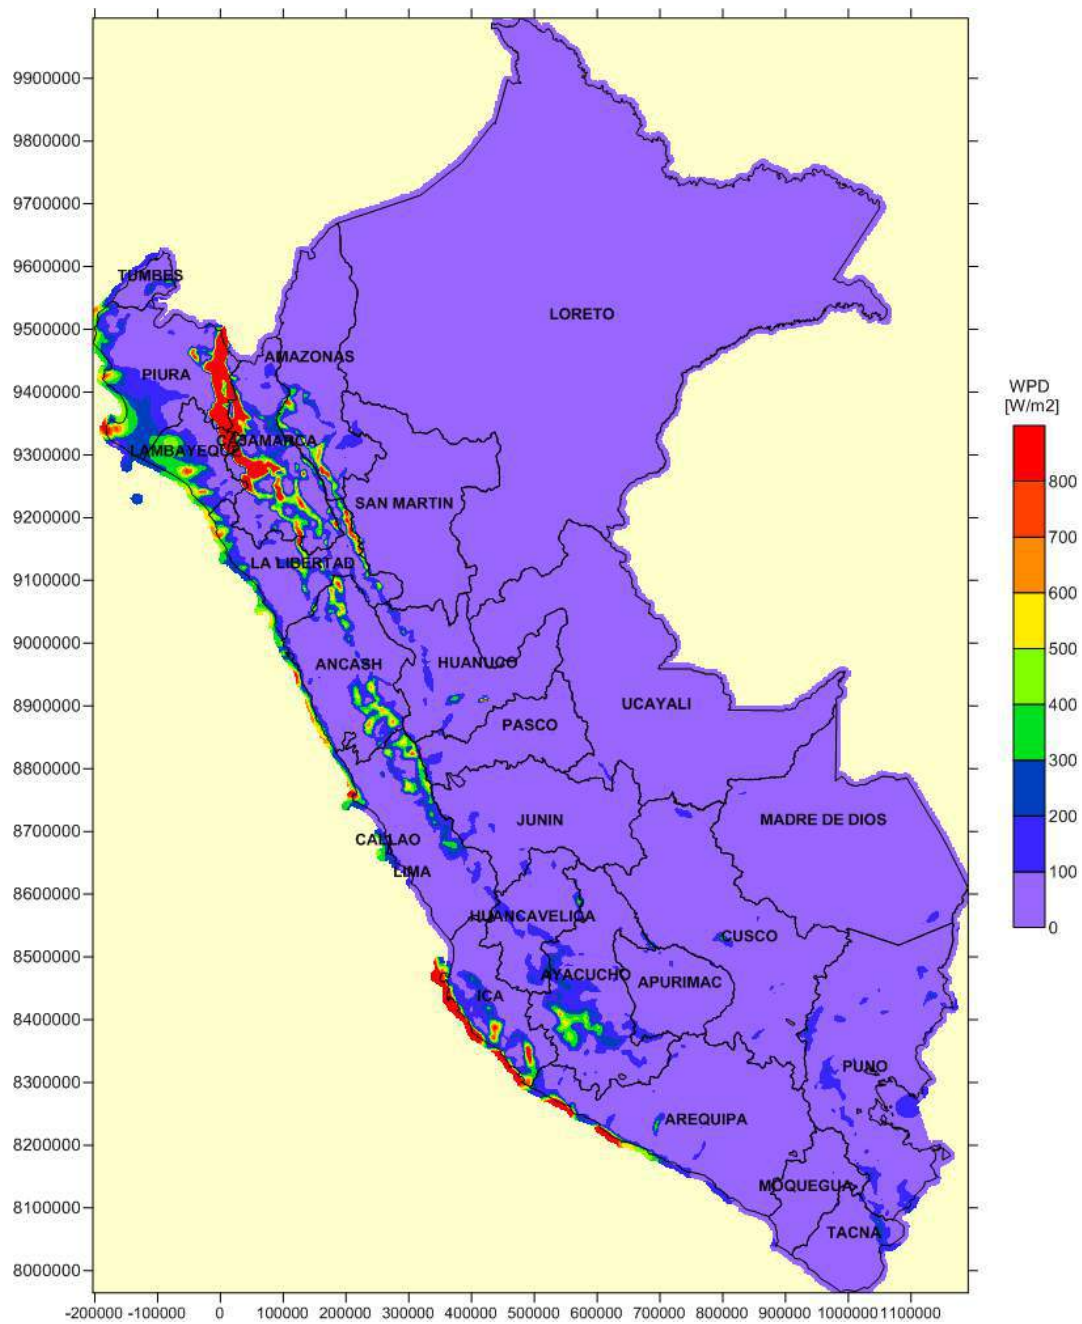 9900000
9800000
9700000
9600000
TUMBES
9500000
LORETO
AMAZONAS
PIURA
9400000
CAJAMARCA
LAMBAYEQUE
9300000
SAN MARTIN
9200000
LA LIBERTAD
9100000
9000000
ANCASH
HUANUCO
8900000
UCAYALI
PASCO
8800000
JUNIN
MADRE DE DIOS
8700000
CALLAO
LIMA
8600000
HUANCAVELICA
CUSCO
8500000
AYACUCHO
APURIMAC
ICA
8400000
PUNO
8300000
AREQUIPA
8200000
MOQUEGUA
8100000
TACNA
8000000
-200000 -100000 0 100000 200000 300000 400000 500000 600000 700000 800000 900000 1000000 1100000
WPD
[W/m2]
800
700
600
500
400
300
200
100
0